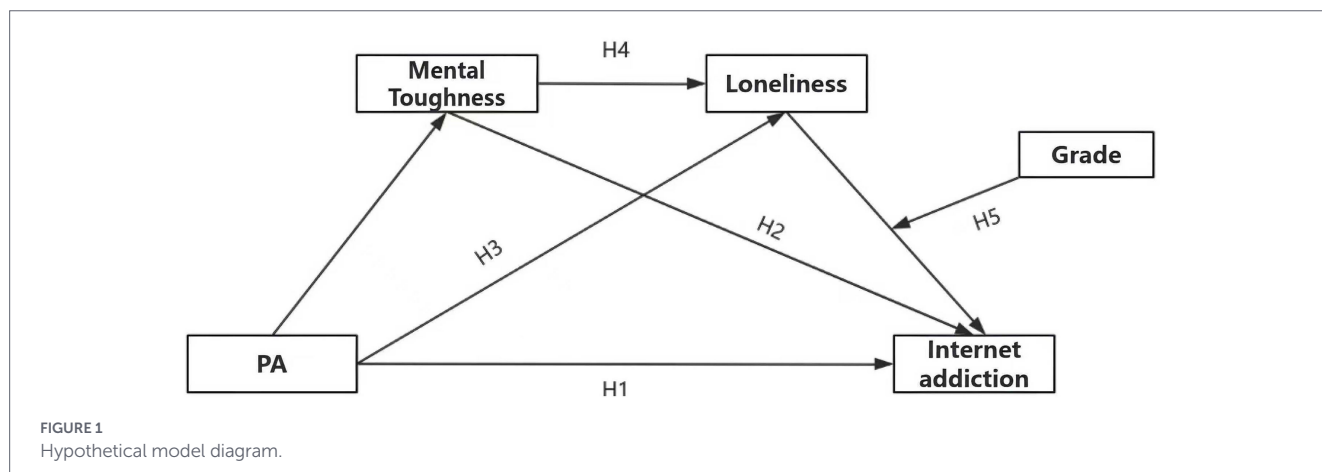 H4
Mental
Toughness
Loneliness
Grade
H5
H2
H3
PA
Internet
addiction
H1
FIGURE 1
Hypothetical model diagram.